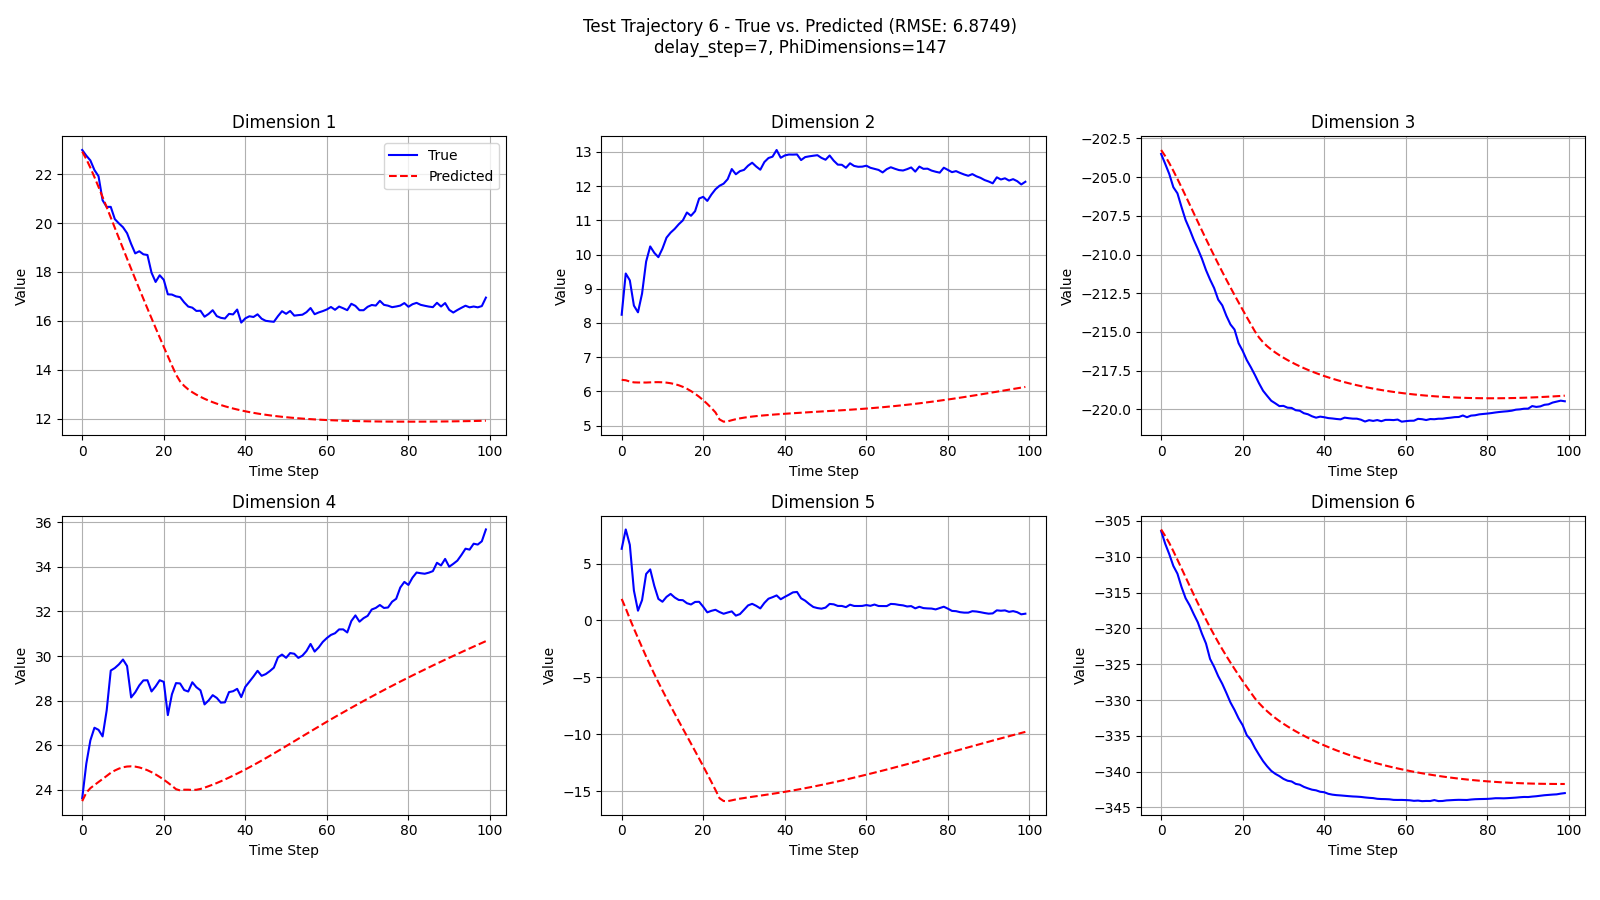 Test Trajectory 6 - True vs. Predicted (RMSE: 6.8749)
delay_step=7, PhiDimensions=147
Dimension 1
True
Predicted
22
20
18
16
14
12
Value
0 20 40 60 80 100
Time Step
Dimension 2
13
12
11
10
9
8
7
6
5
Value
0 20 40 60 80 100
Time Step
Dimension 3
−202.5
−205.0
−207.5
−210.0
−212.5
−215.0
−217.5
−220.0
Value
0 20 40 60 80 100
Time Step
Dimension 4
36
34
32
30
28
26
24
Value
0 20 40 60 80 100
Time Step
Dimension 5
5
0
−5
−10
−15
Value
0 20 40 60 80 100
Time Step
Dimension 6
−305
−310
−315
−320
−325
−330
−335
−340
−345
Value
0 20 40 60 80 100
Time Step